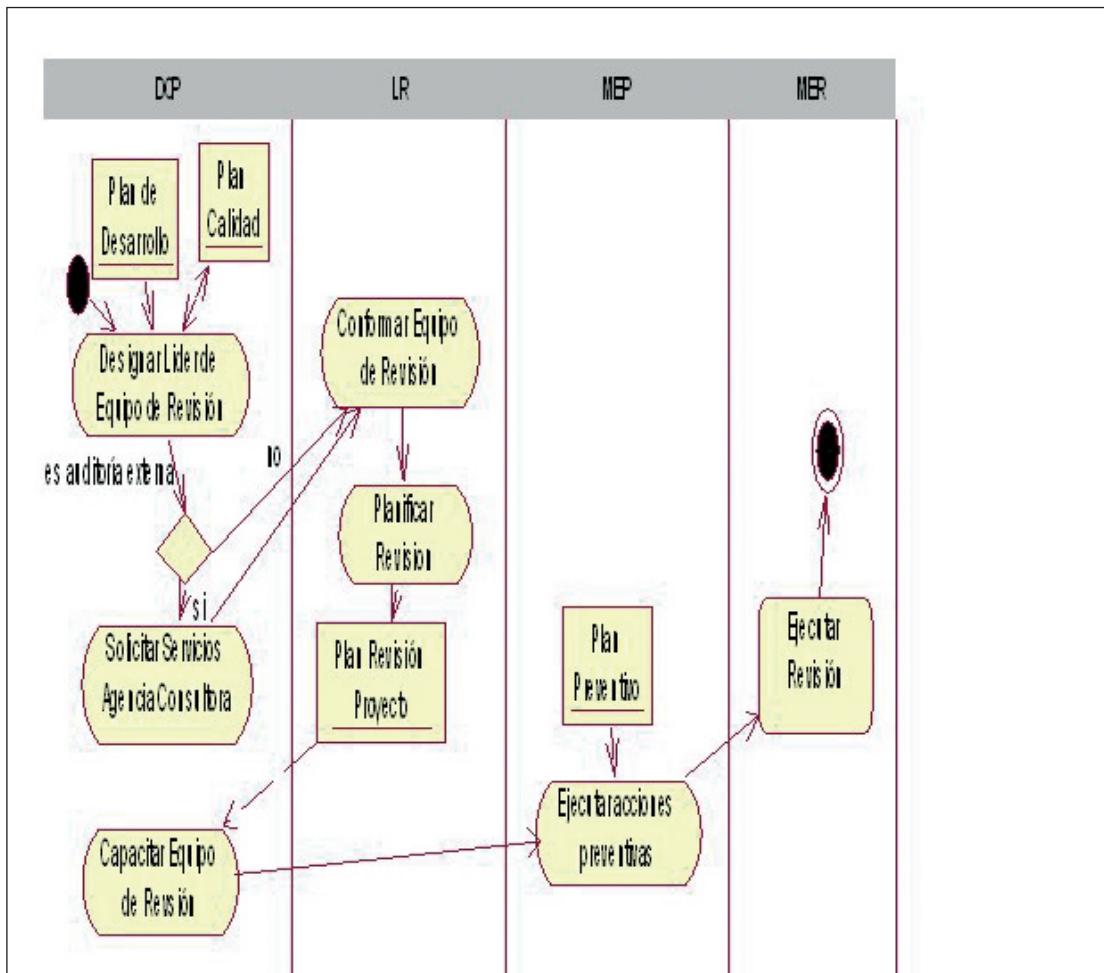 DCP
LR
MEP
MER
Plan de
Desarrollo
Plan
Calidad
Designar Lider de
Equipo de Revisión
es auditoría externa
no
si
Solicitar Servicios
Agencia Consultora
Capacitar Equipo
de Revisión
Conformar Equipo
de Revisión
Planificar
Revision
Plan Revisión
Proyecto
Plan
Preventivo
Ejecutar acciones
preventivas
Ejecutar
Revisión